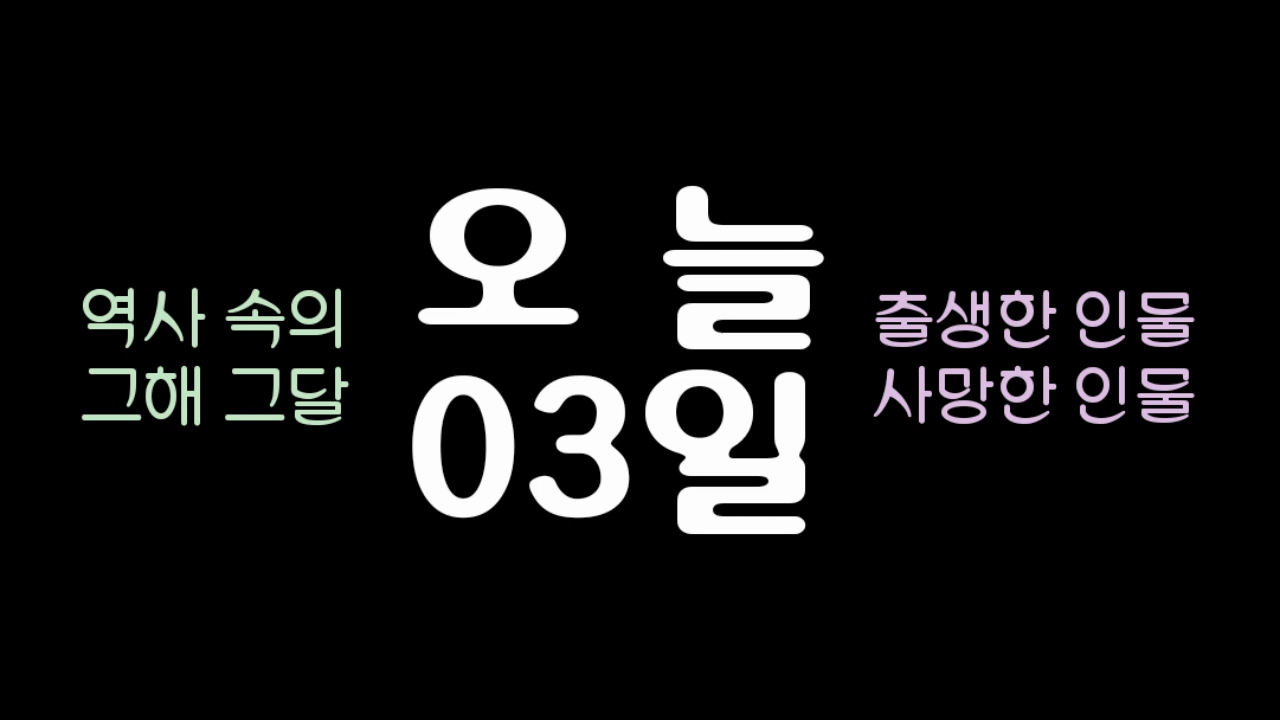 역사 속의
그해 그달
오 늘
03일
출생한 인물
사망한 인물